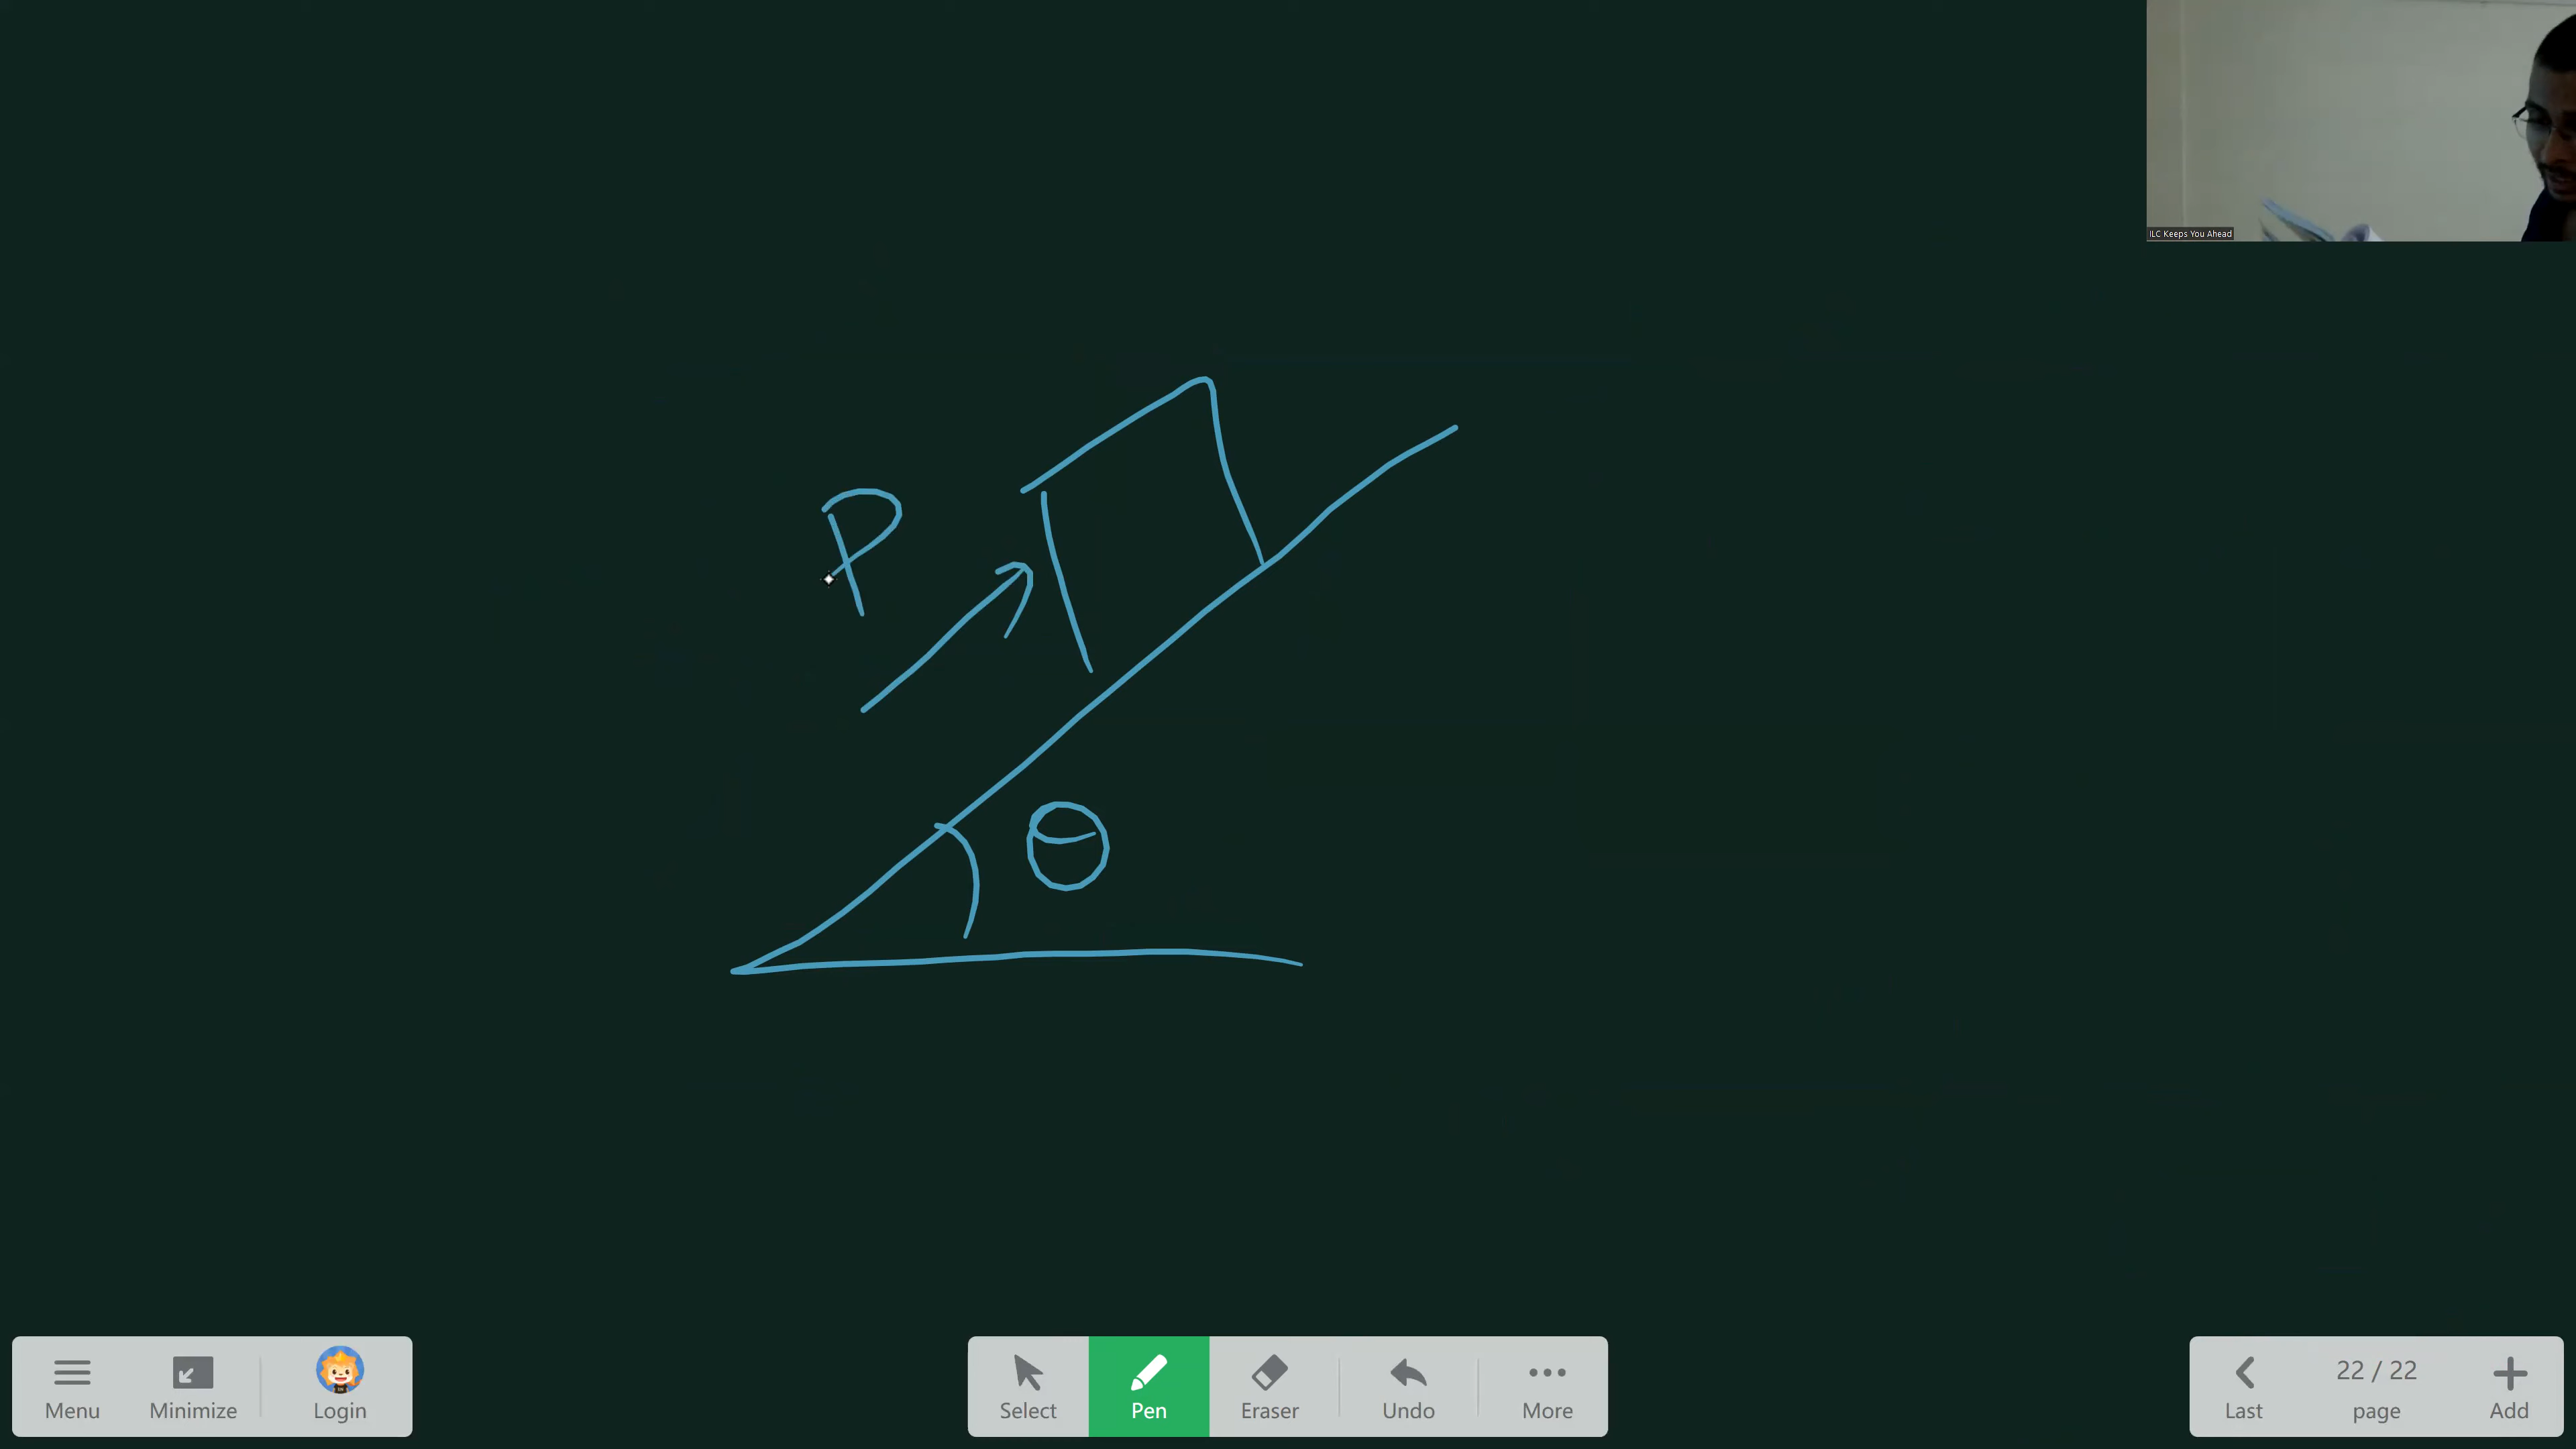 ILC Keeps You Ahead
P
θ
Menu
Minimize
Login
Select
Pen
Eraser
Undo
More
Last
22 / 22
page
Add